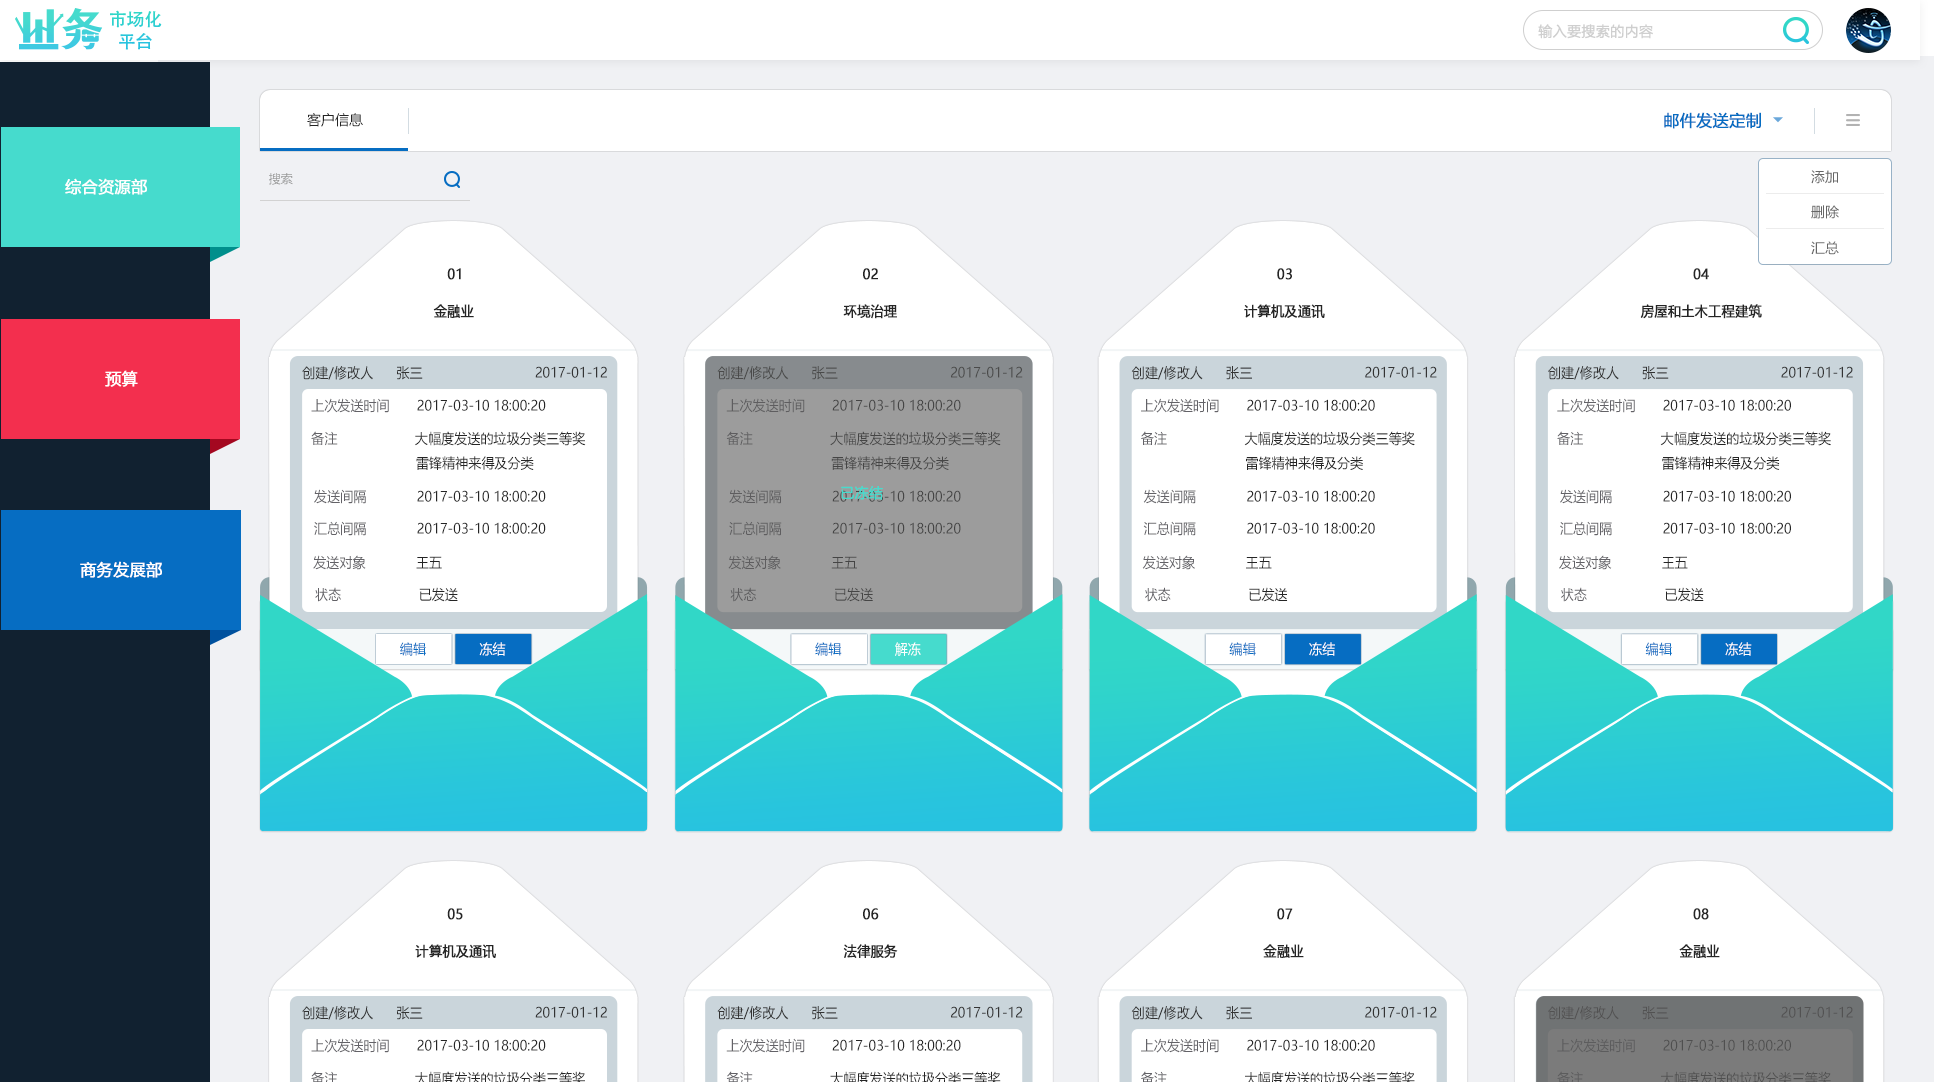 业务 市场化
平台
输入要搜索的内容
综合资源部
预算
商务发展部
客户信息
邮件发送定制
搜索
添加
删除
汇总
01
金融业
创建/修改人 张三 2017-01-12
上次发送时间 2017-03-10 18:00:20
备注 大幅度发送的垃圾分类三等奖
雷锋精神来得及分类
发送间隔 2017-03-10 18:00:20
汇总间隔 2017-03-10 18:00:20
发送对象 王五
状态 已发送
编辑 冻结
02
环境治理
创建/修改人 张三 2017-01-12
上次发送时间 2017-03-10 18:00:20
备注 大幅度发送的垃圾分类三等奖
雷锋精神来得及分类
已冻结
发送间隔 2017-03-10 18:00:20
汇总间隔 2017-03-10 18:00:20
发送对象 王五
状态 已发送
编辑 解冻
03
计算机及通讯
创建/修改人 张三 2017-01-12
上次发送时间 2017-03-10 18:00:20
备注 大幅度发送的垃圾分类三等奖
雷锋精神来得及分类
发送间隔 2017-03-10 18:00:20
汇总间隔 2017-03-10 18:00:20
发送对象 王五
状态 已发送
编辑 冻结
04
房屋和土木工程建筑
创建/修改人 张三 2017-01-12
上次发送时间 2017-03-10 18:00:20
备注 大幅度发送的垃圾分类三等奖
雷锋精神来得及分类
发送间隔 2017-03-10 18:00:20
汇总间隔 2017-03-10 18:00:20
发送对象 王五
状态 已发送
编辑 冻结
05
计算机及通讯
创建/修改人 张三 2017-01-12
上次发送时间 2017-03-10 18:00:20
备注 大幅度发送的垃圾分类三等奖
06
法律服务
创建/修改人 张三 2017-01-12
上次发送时间 2017-03-10 18:00:20
备注 大幅度发送的垃圾分类三等奖
07
金融业
创建/修改人 张三 2017-01-12
上次发送时间 2017-03-10 18:00:20
备注 大幅度发送的垃圾分类三等奖
08
金融业
创建/修改人 张三 2017-01-12
上次发送时间 2017-03-10 18:00:20
备注 大幅度发送的垃圾分类三等奖